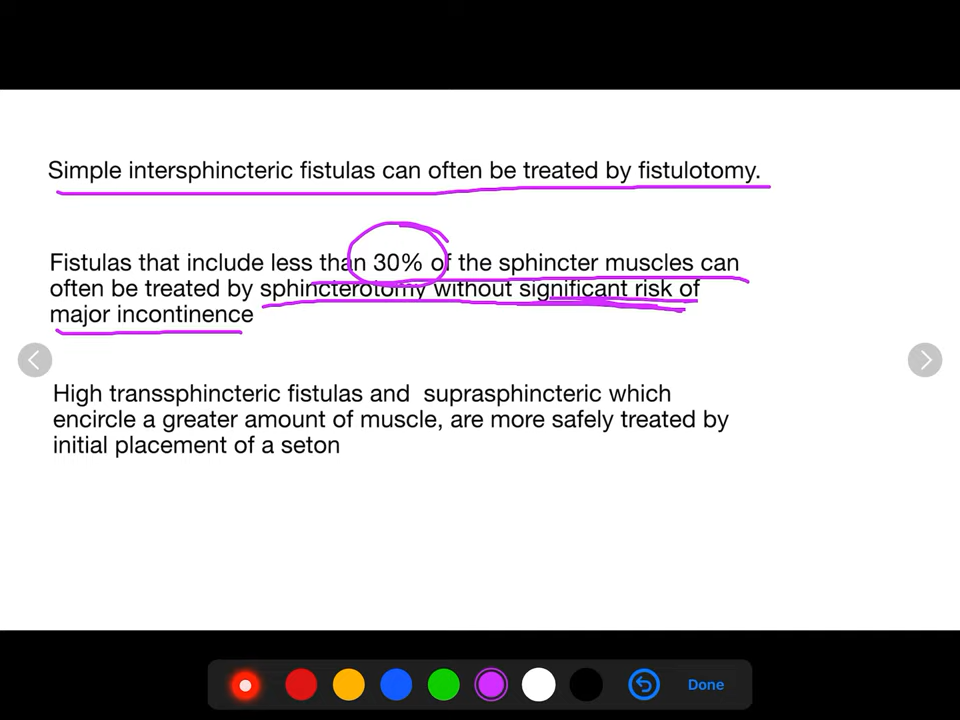 Simple intersphincteric fistulas can often be treated by fistulotomy.
Fistulas that include less than 30% of the sphincter muscles can
often be treated by sphincterotomy without significant risk of
major incontinence
High transsphincteric fistulas and  suprasphincteric which
encircle a greater amount of muscle, are more safely treated by
initial placement of a seton
Done